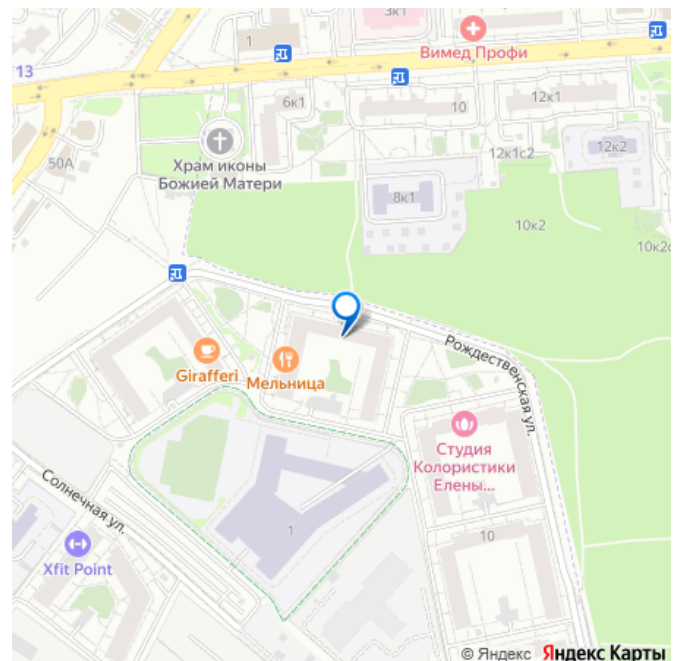 3к1
1
Вимед Профи
13
6к1
10
12к1
50А
Храм иконы
Божией Матери
12к1с2
12к2
8к1
10к2
10к2с
Giraffferi
Мельница
Рождественская ул.
Студия
Колористики
Елены...
Солнечная ул.
1
10
Xfit Point
© Яндекс Яндекс Карты